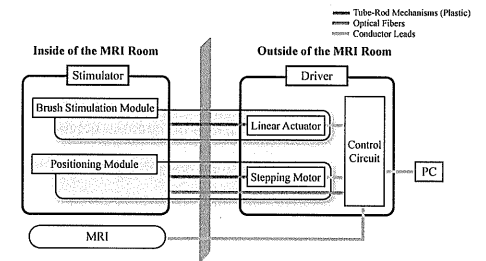 Tube-Rod Mechanisms (Plastic)
Optical Fibers
Conductor Leads
Inside of the MRI Room
Outside of the MRI Room
Stimulator
Driver
Brush Stimulation Module
Linear Actuator
Control
Circuit
Positioning Module
Stepping Motor
PC
MRI